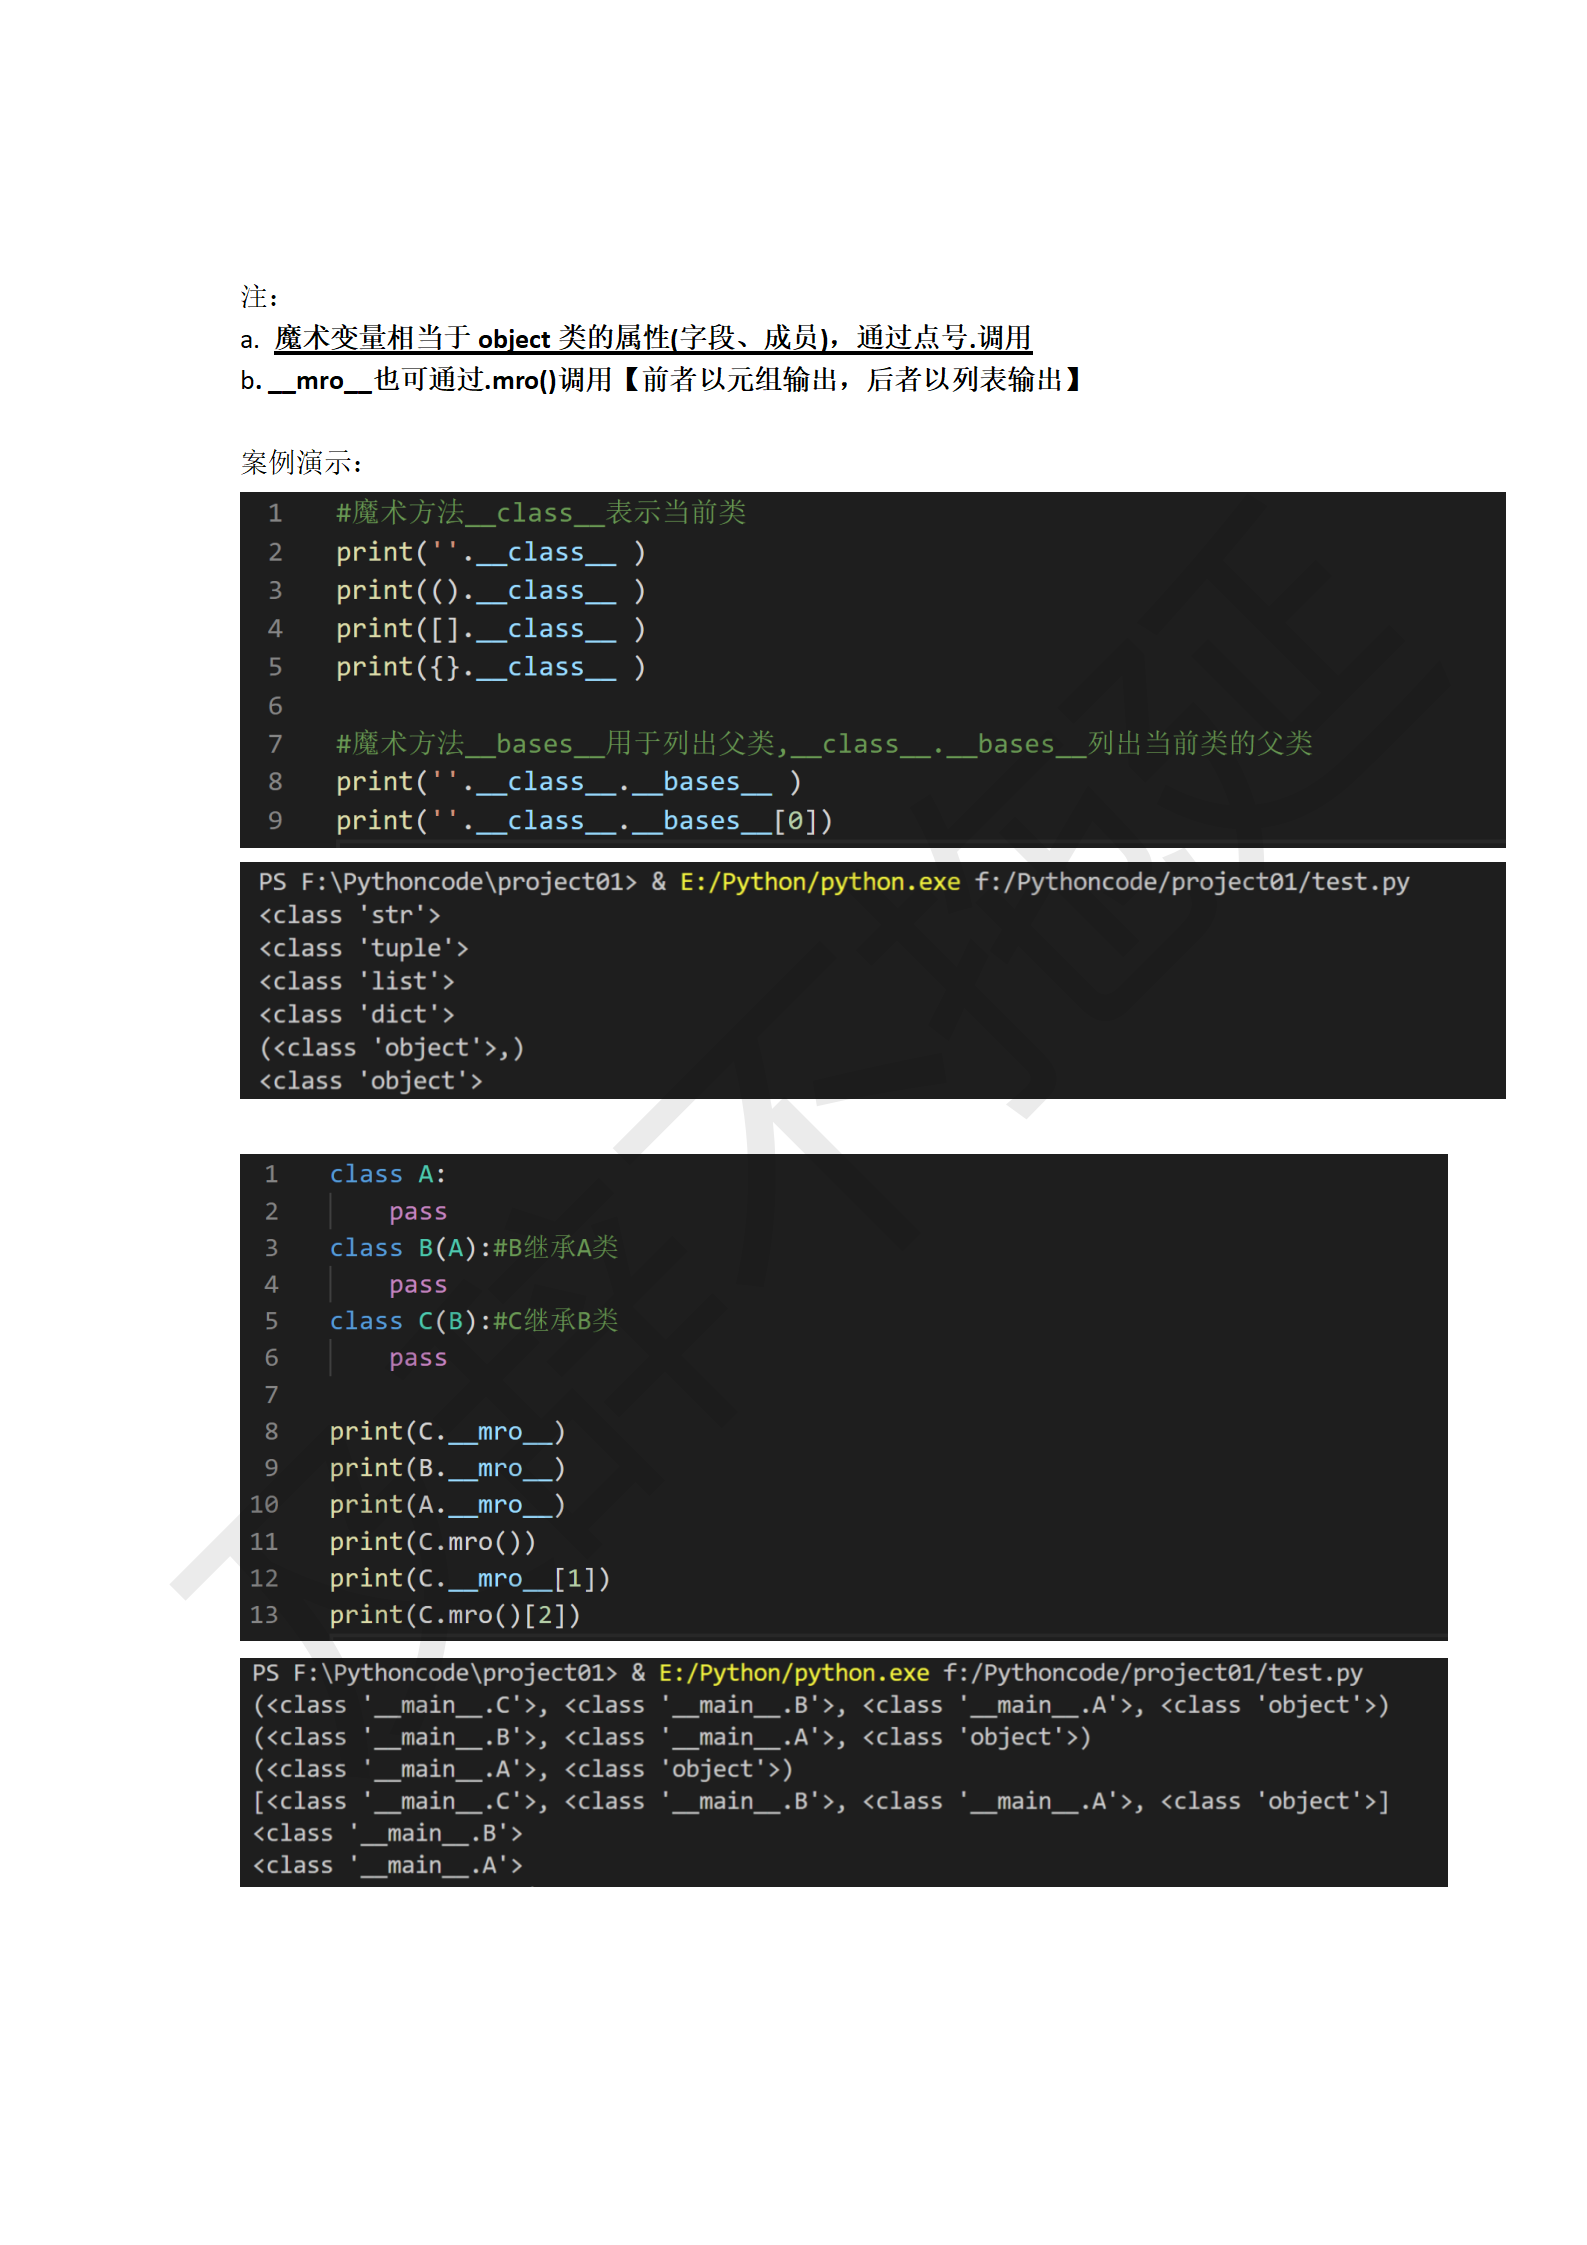 注：
a. 魔术变量相当于 object 类的属性(字段、成员)，通过点号.调用
b. __mro__也可通过.mro()调用【前者以元组输出，后者以列表输出】
案例演示：
1 #魔术方法__class__表示当前类
2 print(''.__class__ )
3 print(().__class__ )
4 print([].__class__ )
5 print({}.__class__ )
6
7 #魔术方法__bases__用于列出父类,__class__.__bases__列出当前类的父类
8 print(''.__class__.__bases__ )
9 print(''.__class__.__bases__[0])
PS F:\Pythoncode\project01> & E:/Python/python.exe f:/Pythoncode/project01/test.py
<class 'str'>
<class 'tuple'>
<class 'list'>
<class 'dict'>
(<class 'object'>,)
<class 'object'>
1 class A:
2 pass
3 class B(A):#B继承A类
4 pass
5 class C(B):#C继承B类
6 pass
7
8 print(C.__mro__)
9 print(B.__mro__)
10 print(A.__mro__)
11 print(C.mro())
12 print(C.__mro__[1])
13 print(C.mro()[2])
PS F:\Pythoncode\project01> & E:/Python/python.exe f:/Pythoncode/project01/test.py
(<class '__main__.C'>, <class '__main__.B'>, <class '__main__.A'>, <class 'object'>)
(<class '__main__.B'>, <class '__main__.A'>, <class 'object'>)
(<class '__main__.A'>, <class 'object'>)
[<class '__main__.C'>, <class '__main__.B'>, <class '__main__.A'>, <class 'object'>]
<class '__main__.B'>
<class '__main__.A'>